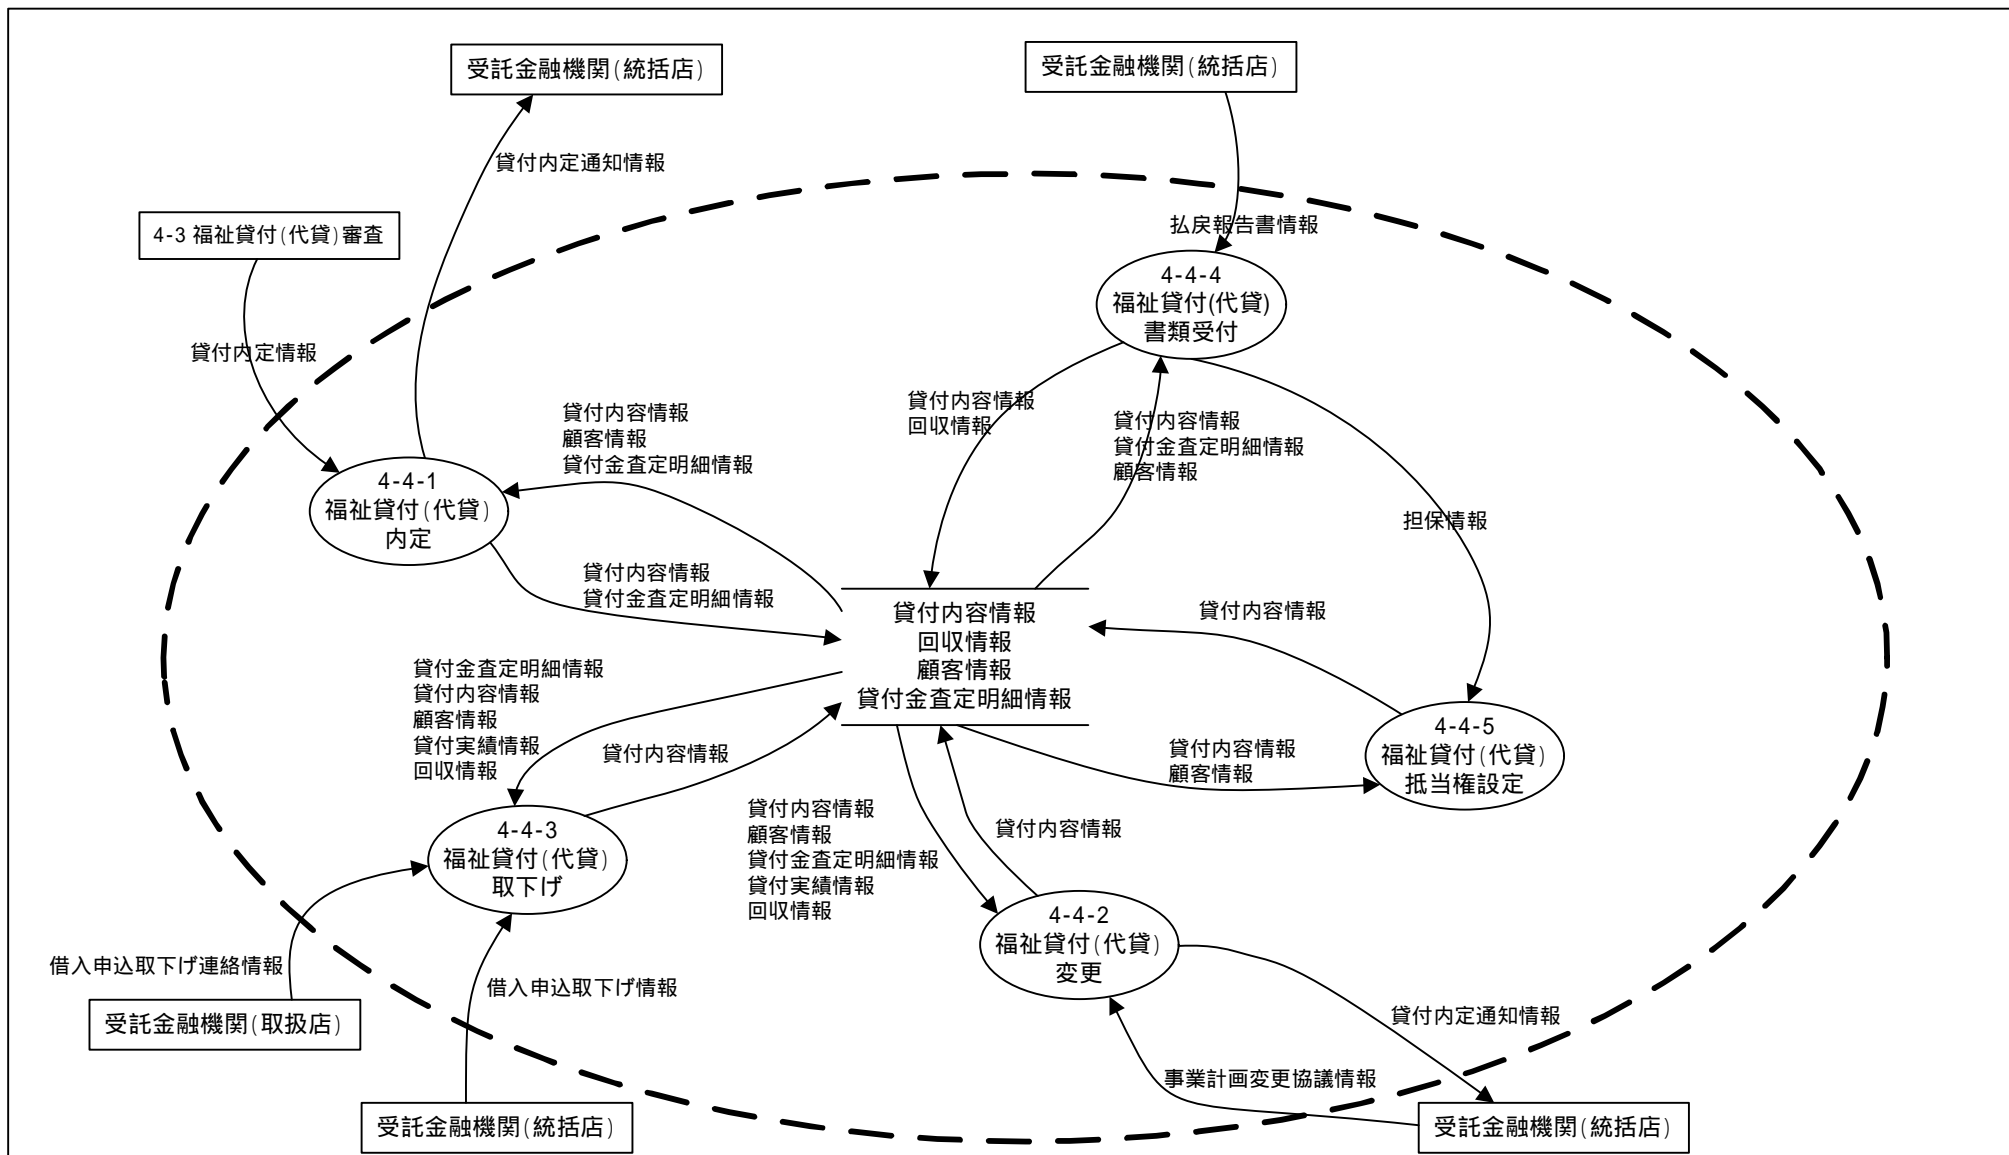 受託金融機関(統括店)
受託金融機関(統括店)
貸付内定通知情報
4-3 福祉貸付(代貸)審査
払戻報告書情報
4-4-4
福祉貸付(代貸)
書類受付
貸付内定情報
貸付内容情報
顧客情報
貸付金査定明細情報
貸付内容情報
回収情報
貸付内容情報
貸付金査定明細情報
顧客情報
4-4-1
福祉貸付(代貸)
内定
担保情報
貸付内容情報
貸付金査定明細情報
貸付内容情報
回収情報
顧客情報
貸付金査定明細情報
貸付内容情報
貸付金査定明細情報
貸付内容情報
顧客情報
貸付実績情報
回収情報
貸付内容情報
4-4-5
福祉貸付(代貸)
抵当権設定
貸付内容情報
顧客情報
4-4-3
福祉貸付(代貸)
取下げ
貸付内容情報
顧客情報
貸付金査定明細情報
貸付実績情報
回収情報
貸付内容情報
4-4-2
福祉貸付(代貸)
変更
借入申込取下げ連絡情報
受託金融機関(取扱店)
借入申込取下げ情報
貸付内定通知情報
事業計画変更協議情報
受託金融機関(統括店)
受託金融機関(統括店)